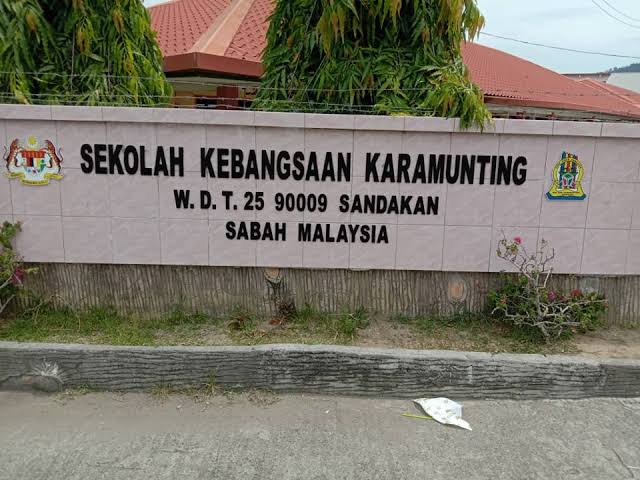 SEKOLAH KEBANGSAAN KARAMUNTING
W. D. T. 25 90009 SANDAKAN
SABAH MALAYSIA